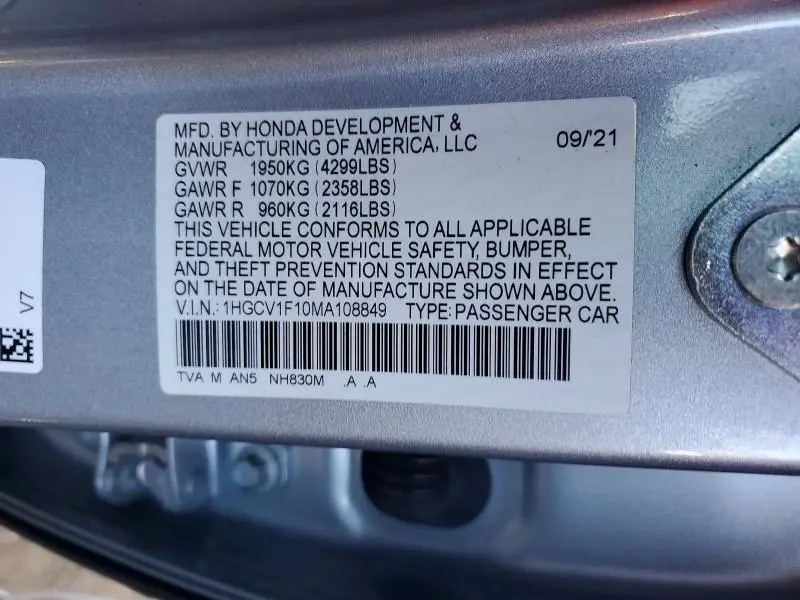 MFD. BY HONDA DEVELOPMENT &
MANUFACTURING OF AMERICA, LLC 09/'21
GVWR 1950KG (4299LBS)
GAWR F 1070KG (2358LBS)
GAWR R 960KG (2116LBS)
THIS VEHICLE CONFORMS TO ALL APPLICABLE
FEDERAL MOTOR VEHICLE SAFETY, BUMPER,
AND THEFT PREVENTION STANDARDS IN EFFECT
ON THE DATE OF MANUFACTURE SHOWN ABOVE.
V.I.N.: 1HGCV1F10MA108849 TYPE: PASSENGER CAR
TVA M AN5 NH830M .A .A
V7